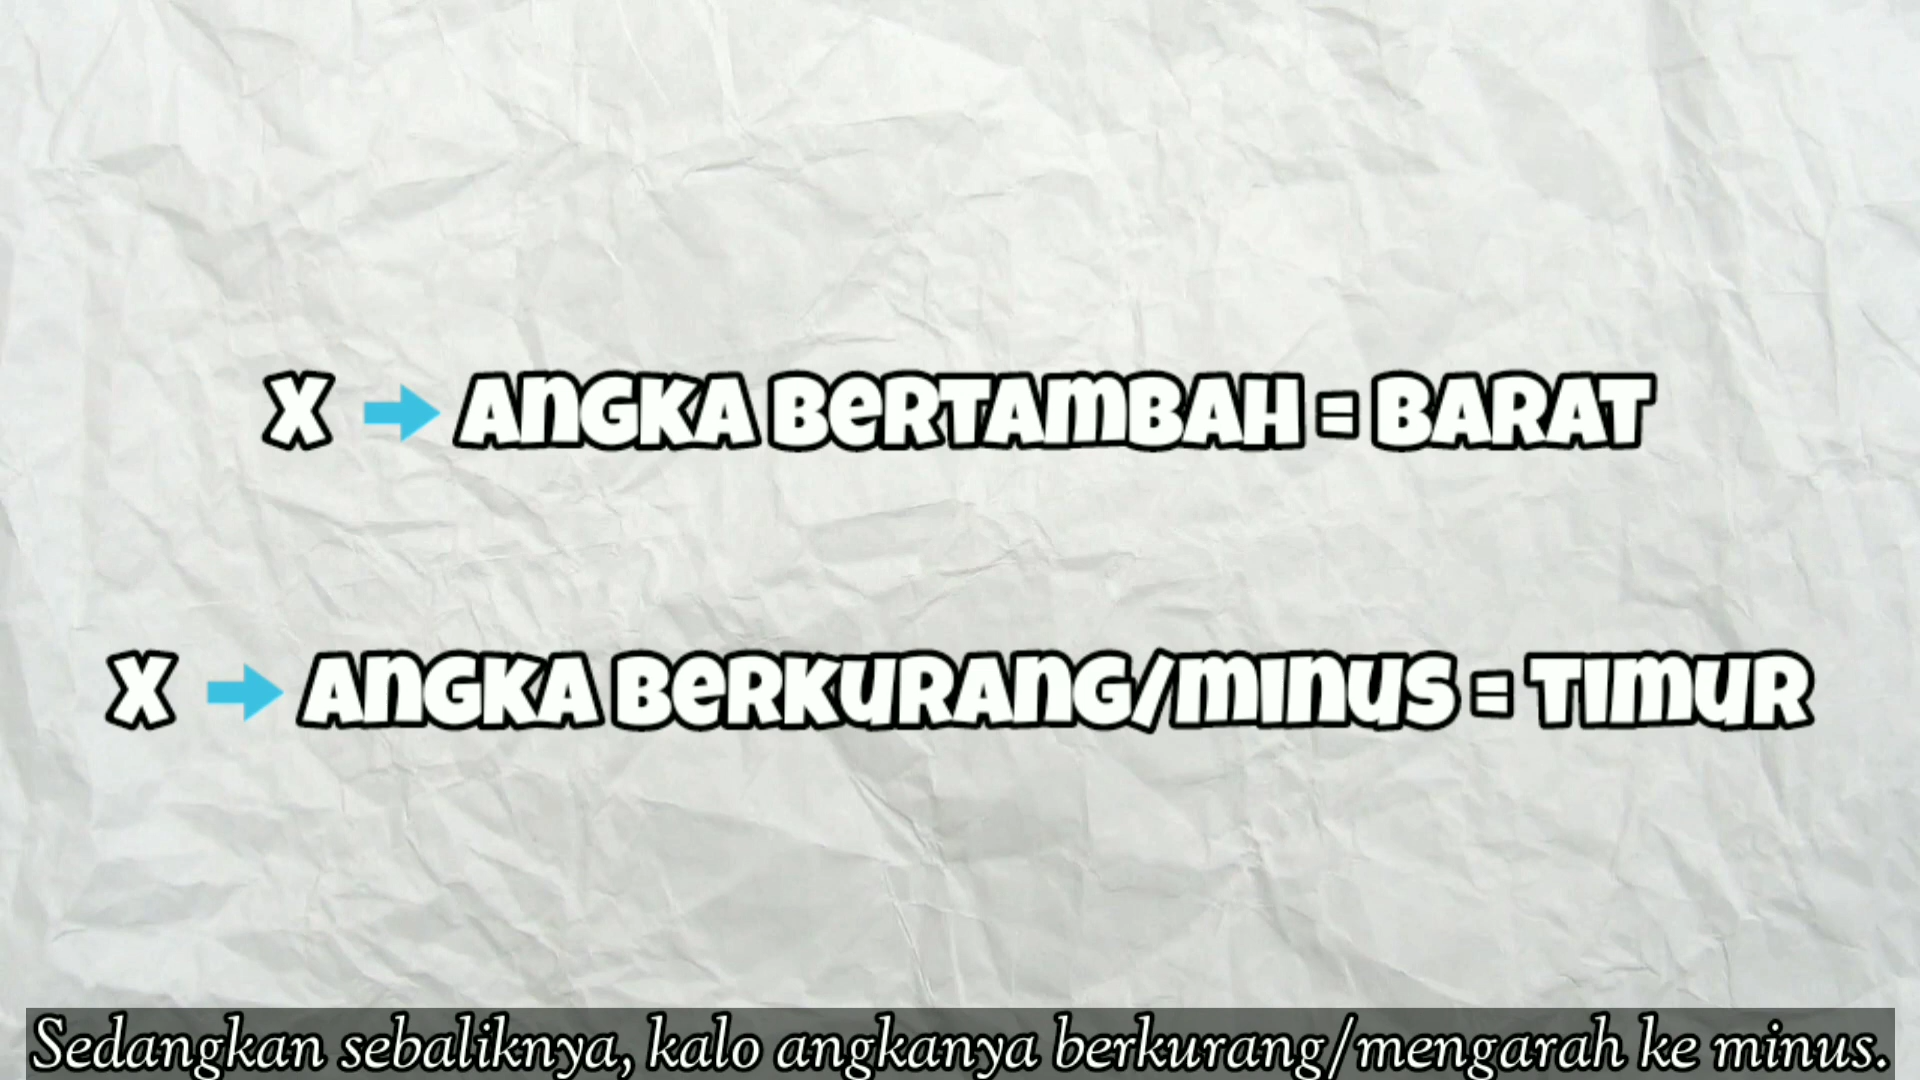 X ➡ ANGKA BERTAMBAH = BARAT
X ➡ ANGKA BERKURANG/MINUS = TIMUR
Sedangkan sebaliknya, kalo angkanya berkurang/mengarah ke minus.